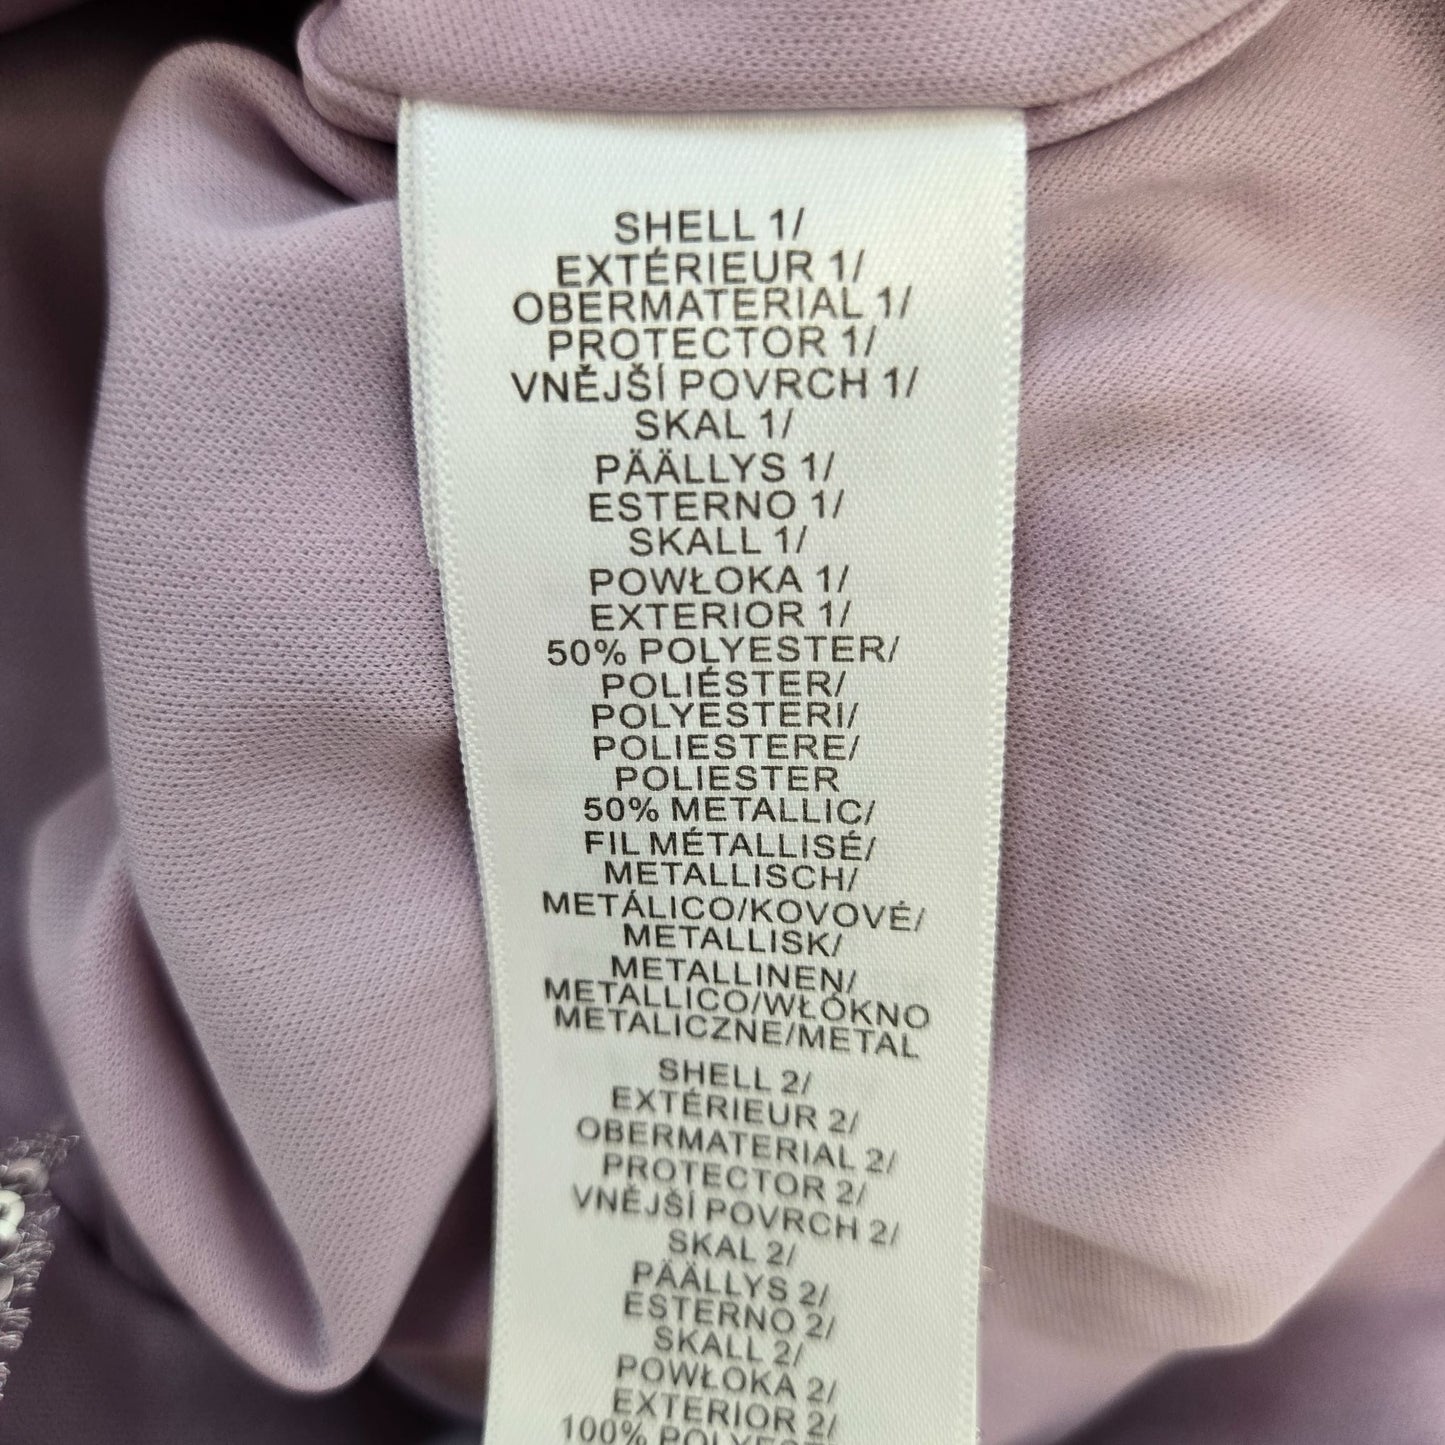 SHELL 1/
EXTÉRIEUR 1/
OBERMATERIAL 1/
PROTECTOR 1/
VNĚJŠÍ POVRCH 1/
SKAL 1/
PÄÄLLYS 1/
ESTERNO 1/
SKALL 1/
POWŁOKA 1/
EXTERIOR 1/
50% POLYESTER/
POLIÉSTER/
POLYESTERI/
POLIESTERE/
POLIESTER
50% METALLIC/
FIL MÉTALLISÉ/
METALLISCH/
METÁLICO/KOVOVÉ/
METALLISK/
METALLINEN/
METALLICO/WŁÓKNO
METALICZNE/METAL
SHELL 2/
EXTÉRIEUR 2/
OBERMATERIAL 2/
PROTECTOR 2/
VNĚJŠÍ POVRCH 2/
SKAL 2/
PÄÄLLYS 2/
ESTERNO 2/
SKALL 2/
POWŁOKA 2/
EXTERIOR 2/
100%